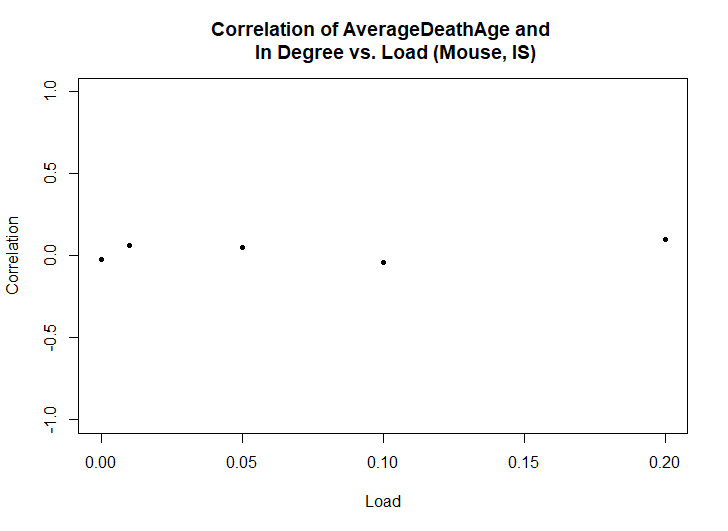 Correlation of AverageDeathAge and
In Degree vs. Load (Mouse, IS)
Correlation
1.0
0.5
0.0
-0.5
-1.0
0.00 0.05 0.10 0.15 0.20
Load